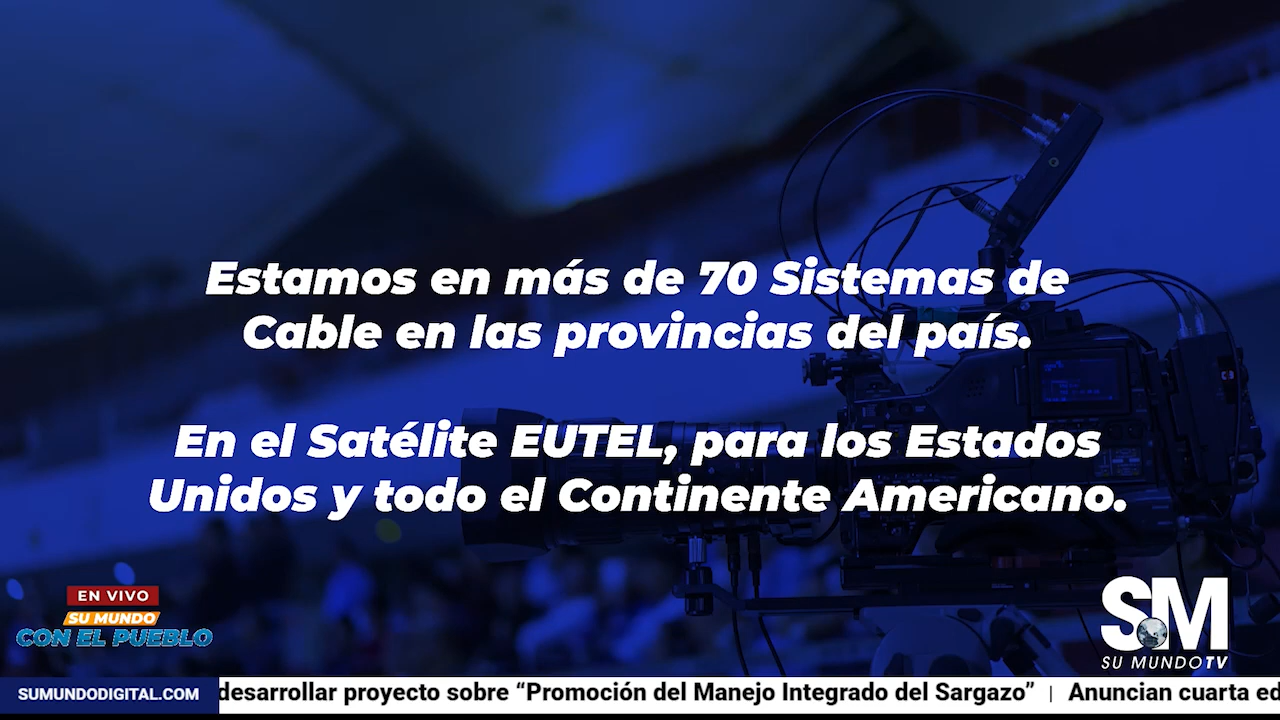 Estamos en más de 70 Sistemas de
Cable en las provincias del país.
En el Satélite EUTEL, para los Estados
Unidos y todo el Continente Americano.
EN VIVO
SU MUNDO
CON EL PUEBLO
SM
SU MUNDO TV
SUMUNDODIGITAL.COM
desarrollar proyecto sobre “Promoción del Manejo Integrado del Sargazo” | Anuncian cuarta ed